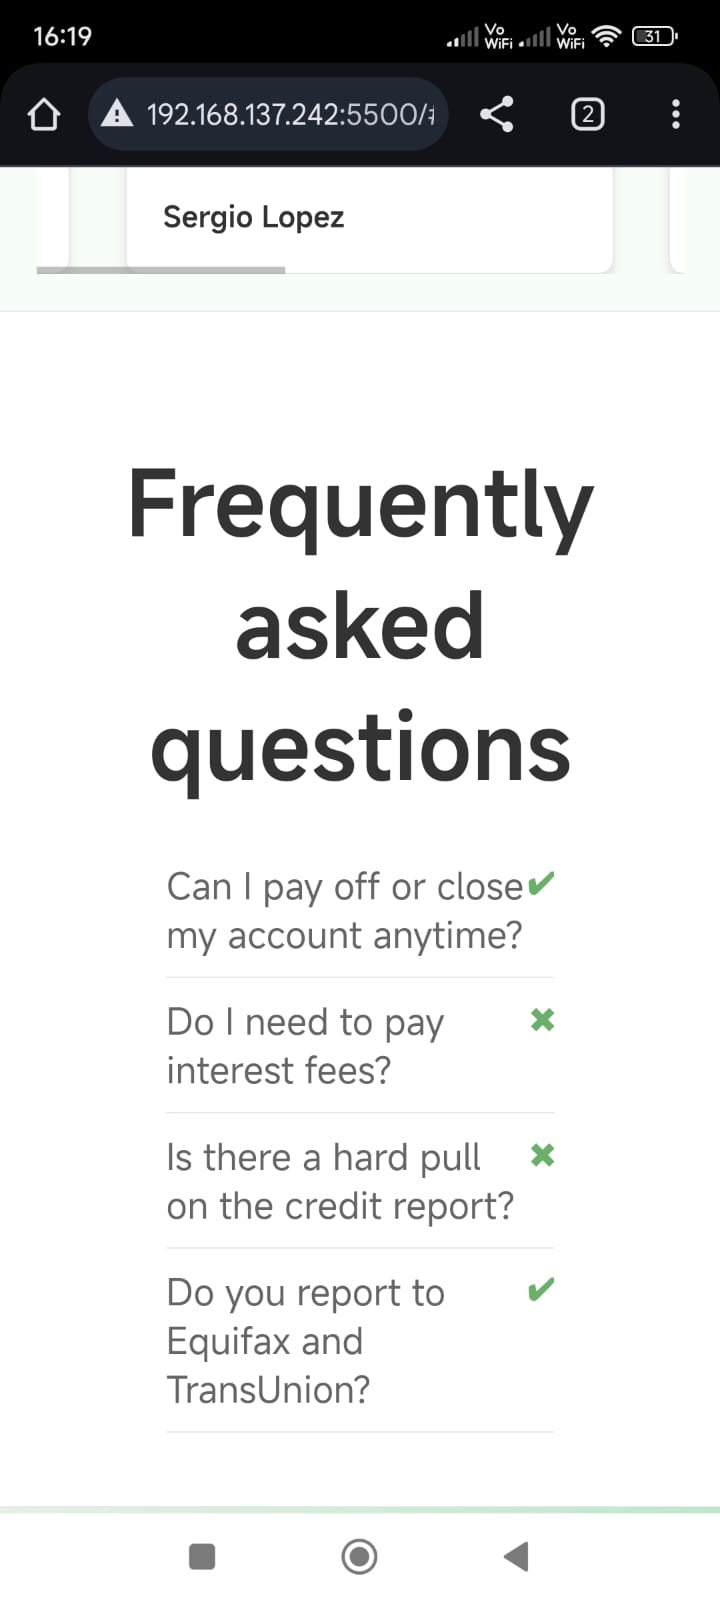 16:19
Vo WiFi Vo WiFi 31
192.168.137.242:5500/
2
Sergio Lopez
Frequently
asked
questions
Can I pay off or close✔
my account anytime?
Do I need to pay ✖
interest fees?
Is there a hard pull ✖
on the credit report?
Do you report to ✔
Equifax and
TransUnion?